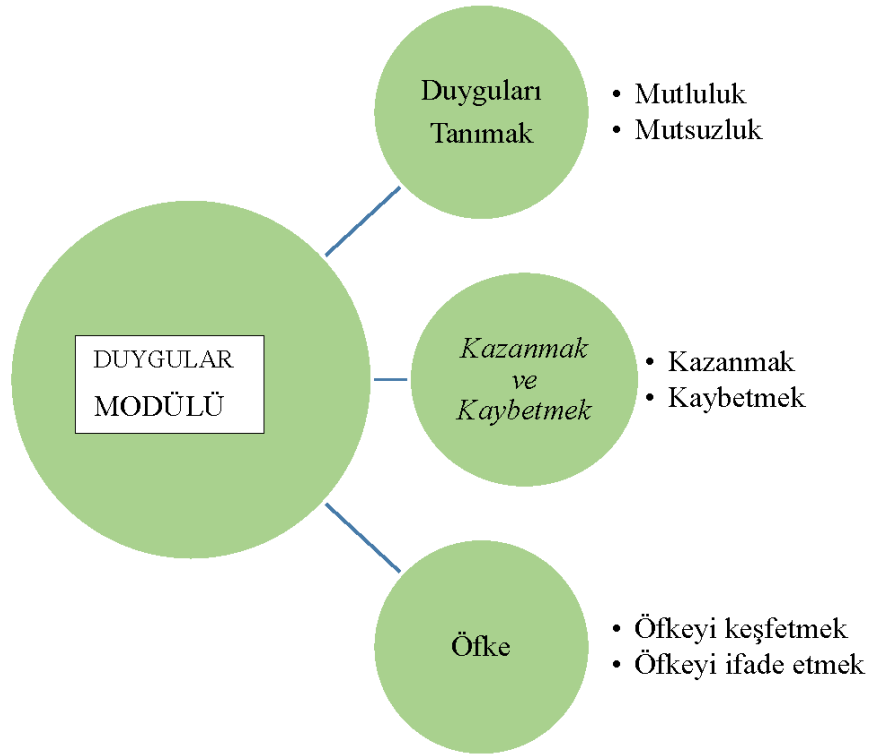 Duyguları
Tanımak
• Mutluluk
• Mutsuzluk
DUYGULAR
MODÜLÜ
Kazanmak
ve
Kaybetmek
• Kazanmak
• Kaybetmek
Öfke
• Öfkeyi keşfetmek
• Öfkeyi ifade etmek